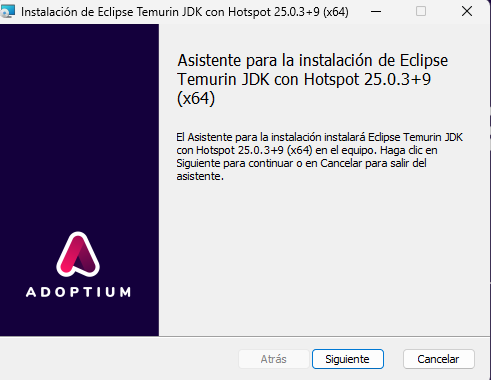 Instalación de Eclipse Temurin JDK con Hotspot 25.0.3+9 (x64)
Asistente para la instalación de Eclipse
Temurin JDK con Hotspot 25.0.3+9
(x64)
El Asistente para la instalación instalará Eclipse Temurin JDK
con Hotspot 25.0.3+9 (x64) en el equipo. Haga clic en
Siguiente para continuar o en Cancelar para salir del
asistente.
ADOPTIUM
Atrás
Siguiente
Cancelar